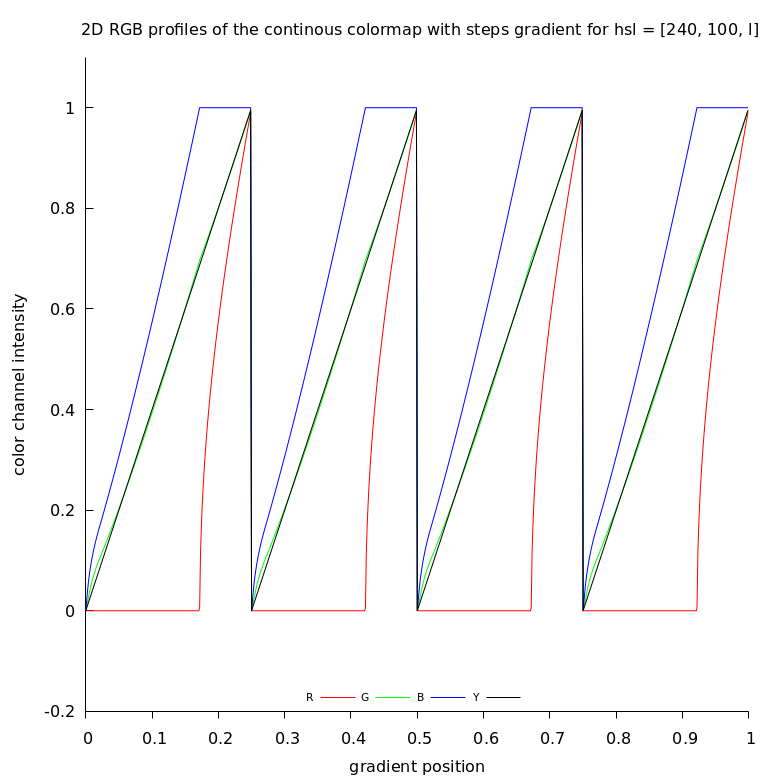 2D RGB profiles of the continous colormap with steps gradient for hsl = [240, 100, l]
1
0.8
0.6
0.4
0.2
0
-0.2
color channel intensity
R G B Y
0 0.1 0.2 0.3 0.4 0.5 0.6 0.7 0.8 0.9 1
gradient position